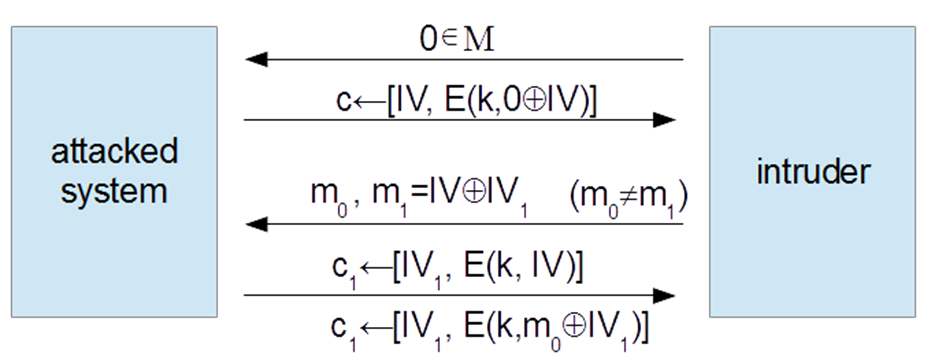 0∈M
c←[IV, E(k,0⊕IV)]
attacked
system
intruder
m₀, m₁=IV⊕IV₁ (m₀≠m₁)
c₁←[IV₁, E(k, IV)]
c₁←[IV₁, E(k,m₀⊕IV₁)]